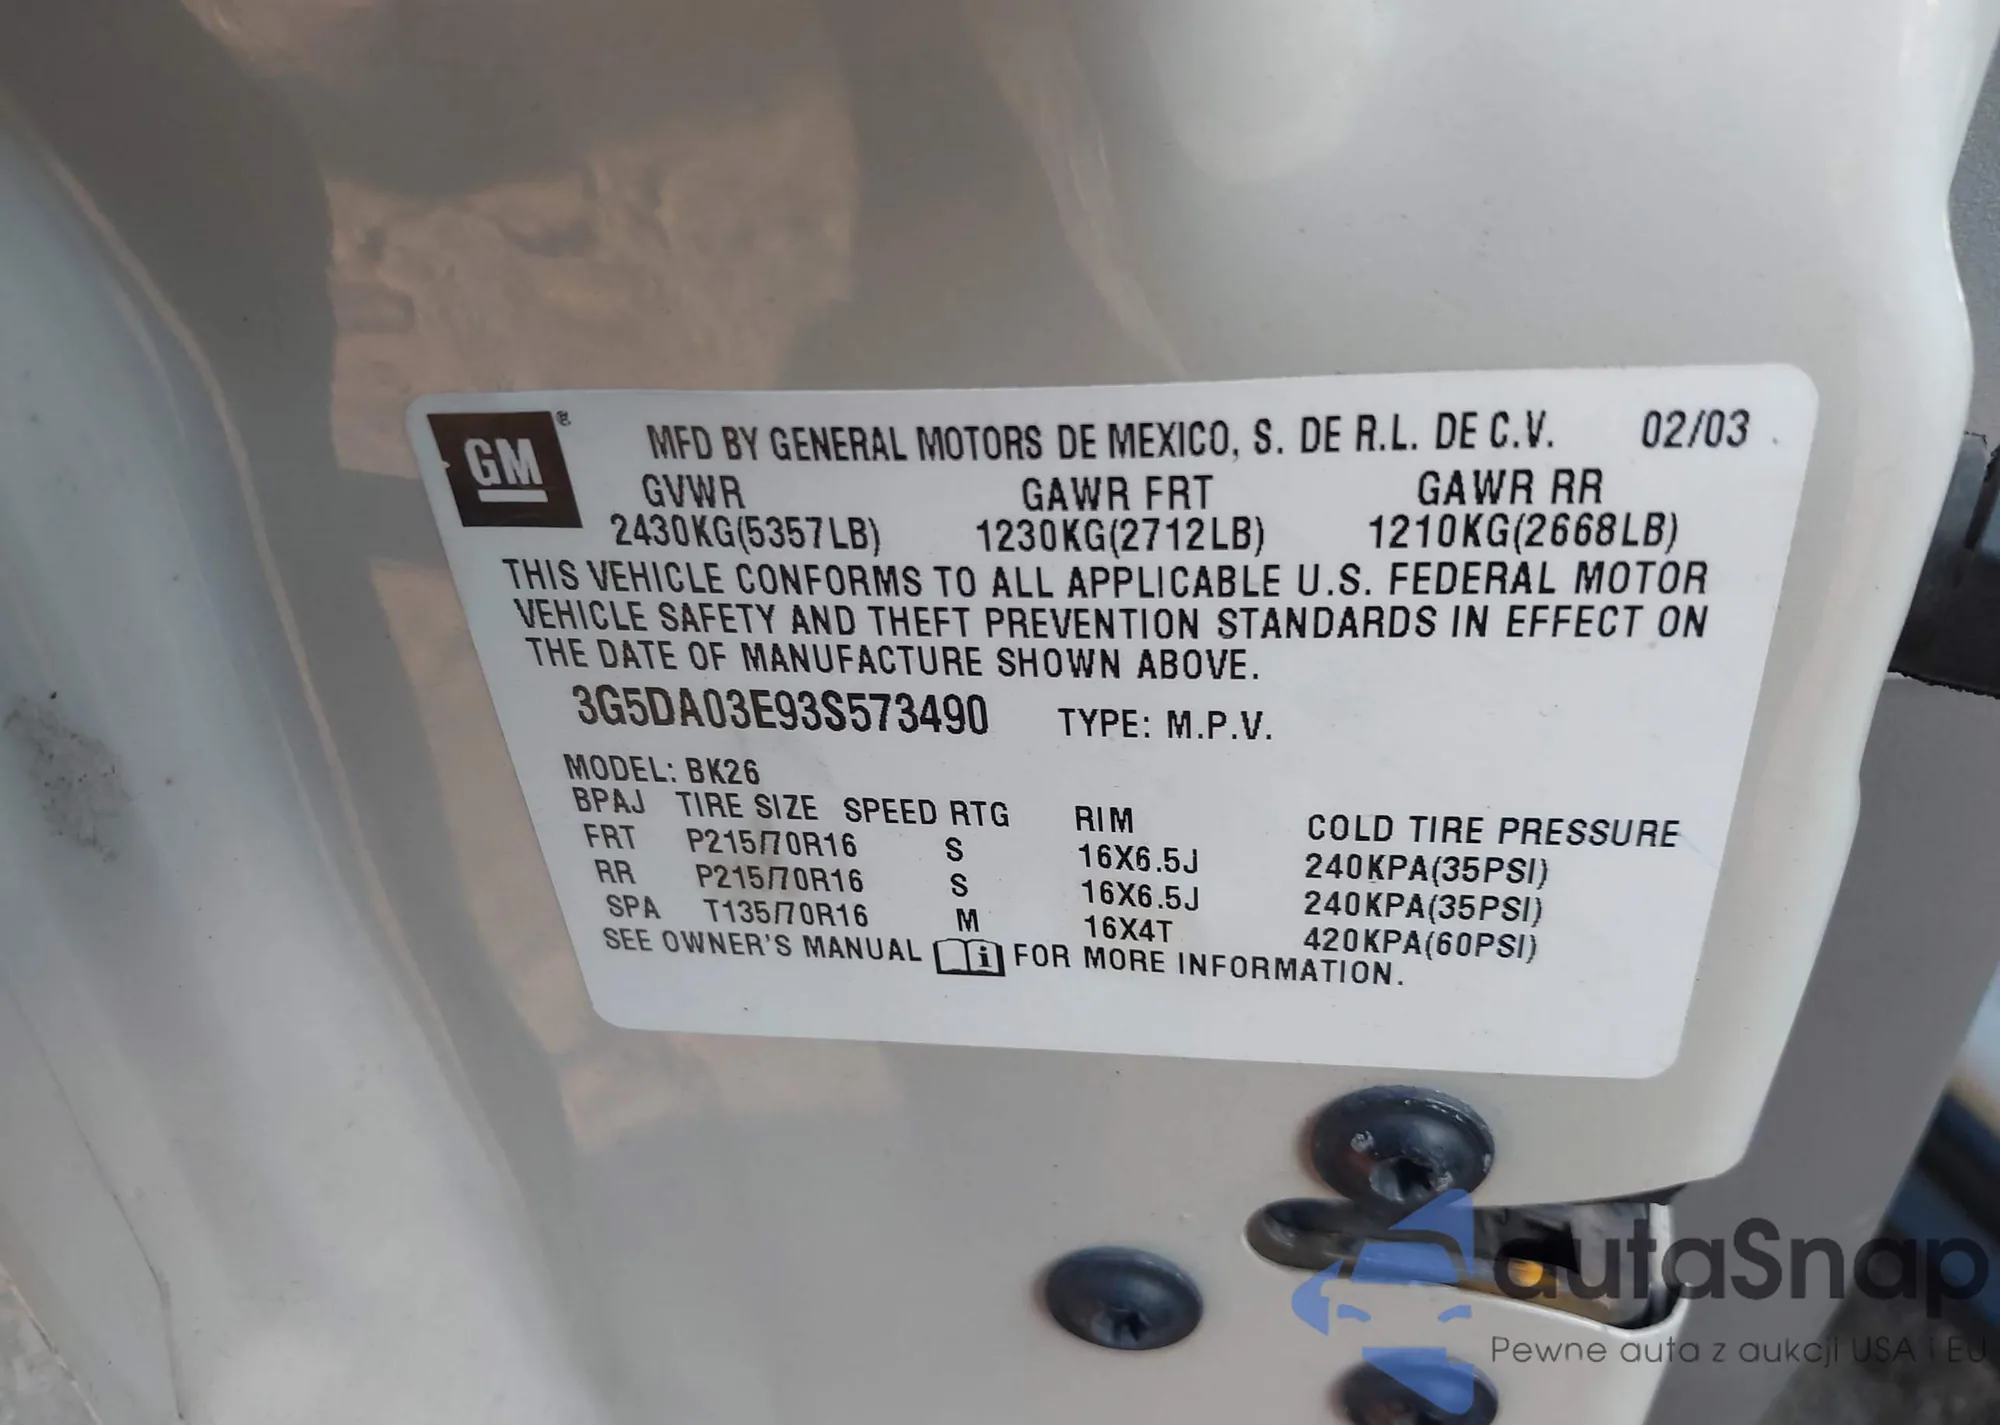 GM ®
MFD BY GENERAL MOTORS DE MEXICO, S. DE R.L. DE C.V. 02/03
GVWR GAWR FRT GAWR RR
2430KG(5357LB) 1230KG(2712LB) 1210KG(2668LB)
THIS VEHICLE CONFORMS TO ALL APPLICABLE U.S. FEDERAL MOTOR
VEHICLE SAFETY AND THEFT PREVENTION STANDARDS IN EFFECT ON
THE DATE OF MANUFACTURE SHOWN ABOVE.
3G5DA03E93S573490 TYPE: M.P.V.
MODEL: BK26
BPAJ TIRE SIZE SPEED RTG RIM COLD TIRE PRESSURE
FRT P215/70R16 S 16X6.5J 240KPA(35PSI)
RR P215/70R16 S 16X6.5J 240KPA(35PSI)
SPA T135/70R16 M 16X4T 420KPA(60PSI)
SEE OWNER'S MANUAL i FOR MORE INFORMATION.
autaSnap
Pewne auta z aukcji USA i EU